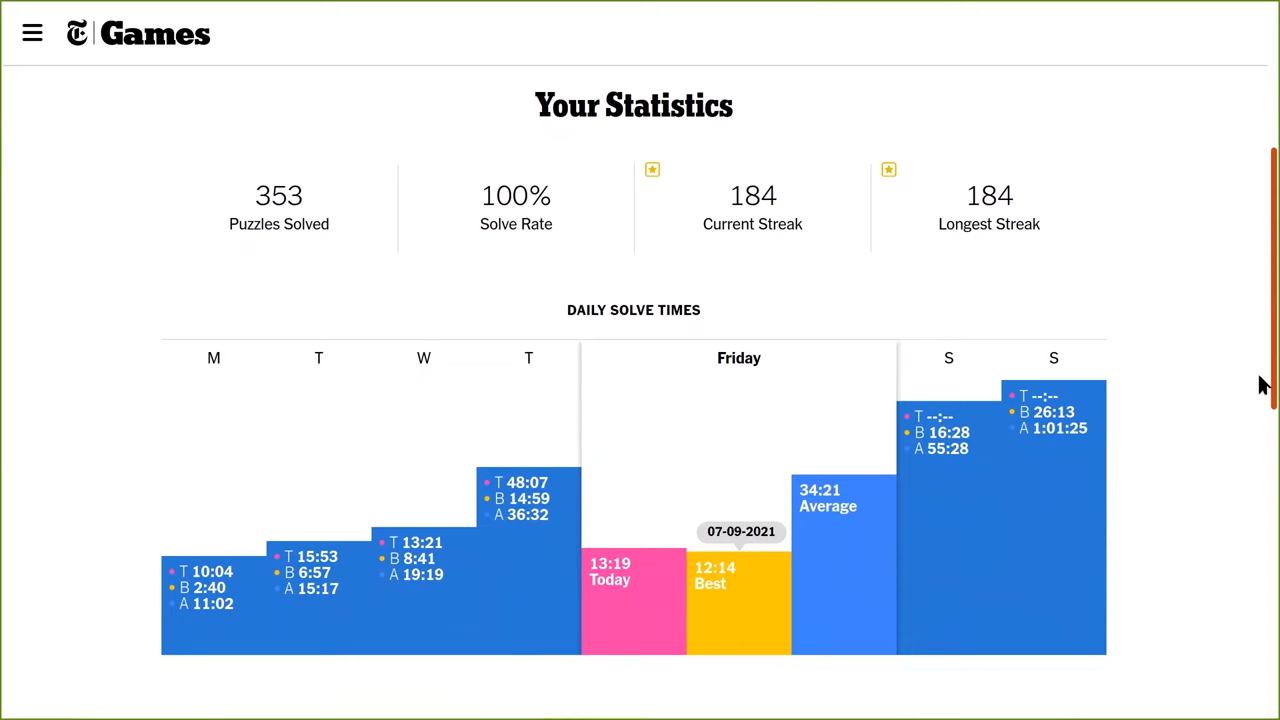 T Games
Your Statistics
353
Puzzles Solved
100%
Solve Rate
184
Current Streak
184
Longest Streak
DAILY SOLVE TIMES
M T W T Friday S S
T 10:04
B 2:40
A 11:02
T 15:53
B 6:57
A 15:17
T 13:21
B 8:41
A 19:19
T 48:07
B 14:59
A 36:32
13:19
Today
07-09-2021
12:14
Best
34:21
Average
T --:--
B 16:28
A 55:28
T --:--
B 26:13
A 1:01:25